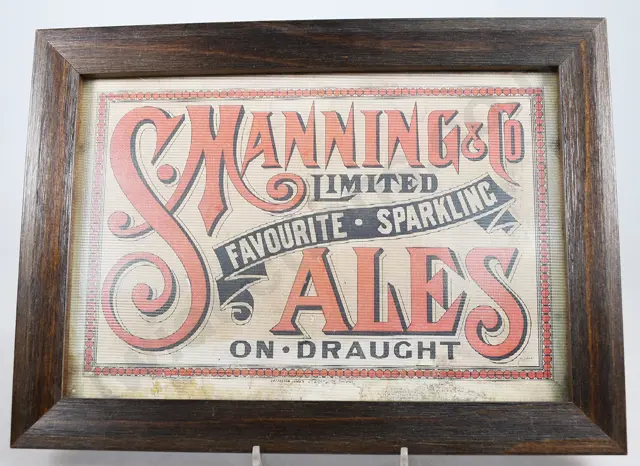 S. MANNING & CO
LIMITED
FAVOURITE · SPARKLING
ALES
ON · DRAUGHT